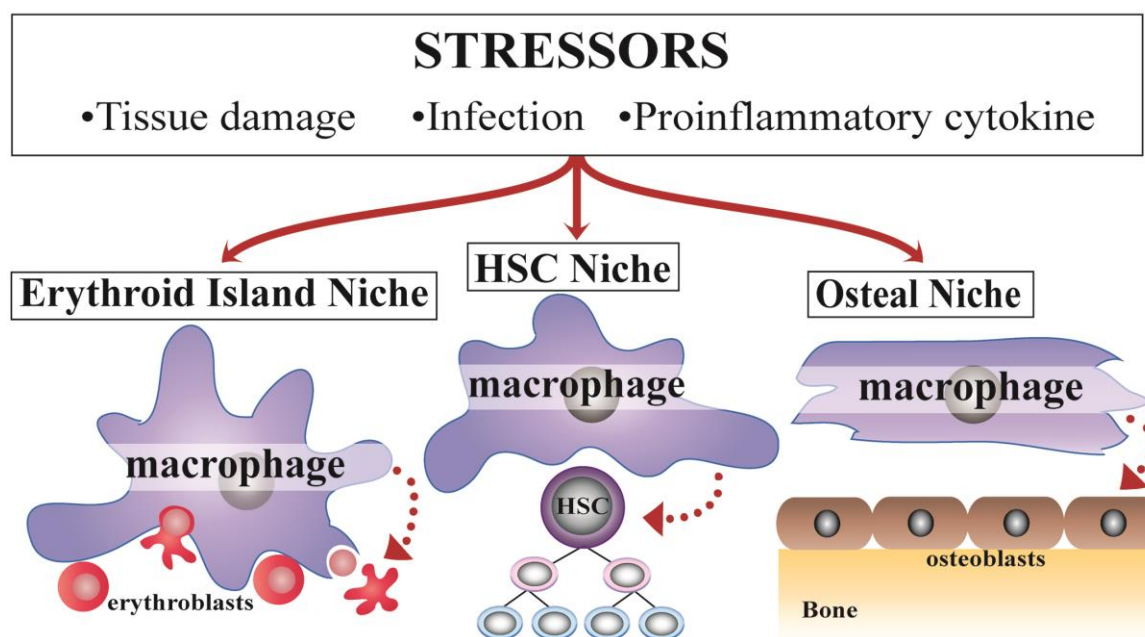 STRESSORS
•Tissue damage •Infection •Proinflammatory cytokine
Erythroid Island Niche
HSC Niche
Osteal Niche
macrophage
macrophage
macrophage
HSC
erythroblasts
osteoblasts
Bone